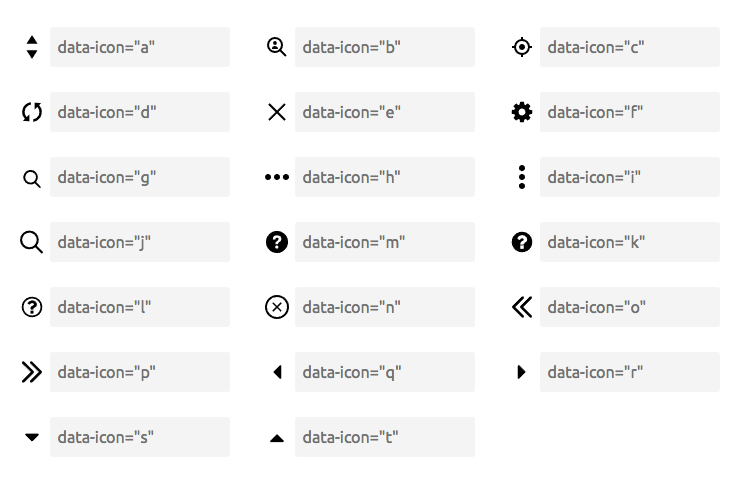 data-icon="a" data-icon="b" data-icon="c"
data-icon="d" data-icon="e" data-icon="f"
data-icon="g" data-icon="h" data-icon="i"
data-icon="j" data-icon="m" data-icon="k"
data-icon="l" data-icon="n" data-icon="o"
data-icon="p" data-icon="q" data-icon="r"
data-icon="s" data-icon="t"